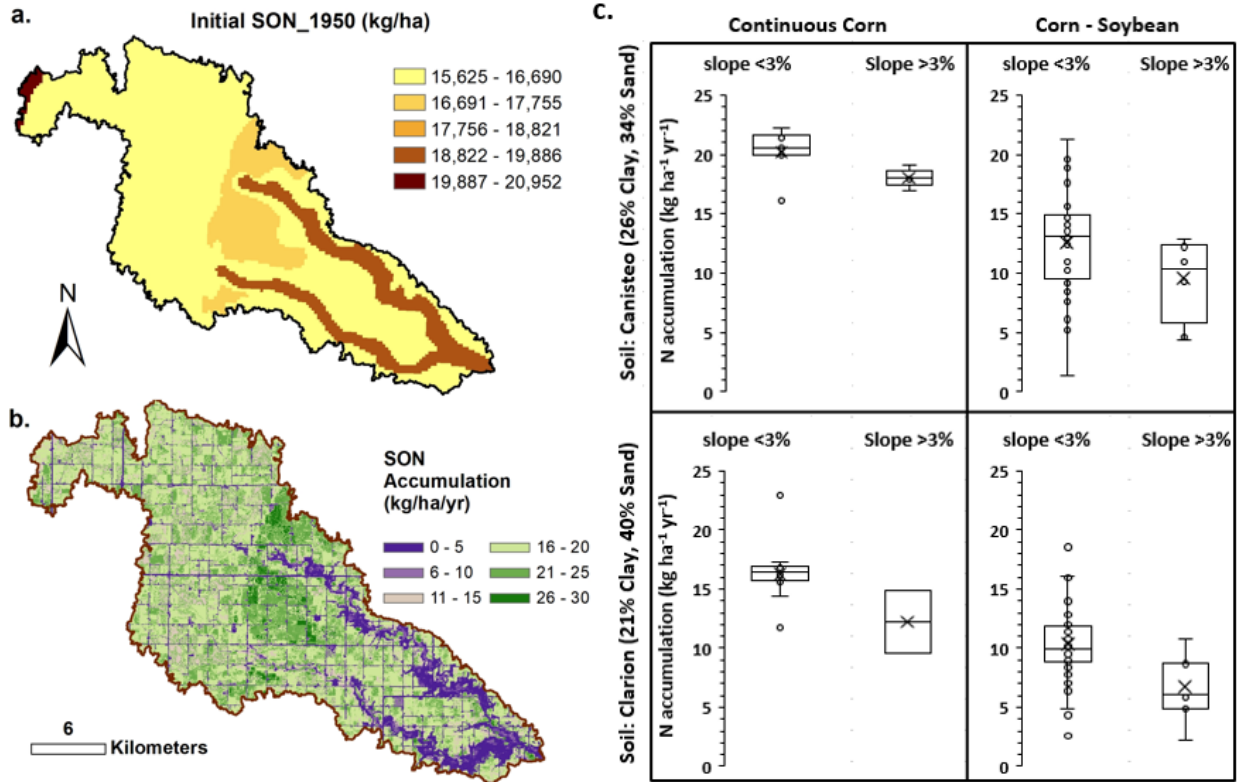 a.
Initial SON_1950 (kg/ha)
15,625 - 16,690
16,691 - 17,755
17,756 - 18,821
18,822 - 19,886
19,887 - 20,952
N
b.
SON
Accumulation
(kg/ha/yr)
0 - 5
16 - 20
6 - 10
21 - 25
11 - 15
26 - 30
6
Kilometers
c.
Continuous Corn
Corn - Soybean
Soil: Canisteo (26% Clay, 34% Sand)
N accumulation (kg ha⁻¹ yr⁻¹)
slope <3%
Slope >3%
25
20
15
10
5
0
slope <3%
Slope >3%
25
20
15
10
5
0
Soil: Clarion (21% Clay, 40% Sand)
N accumulation (kg ha⁻¹ yr⁻¹)
slope <3%
Slope >3%
25
20
15
10
5
0
slope <3%
Slope >3%
25
20
15
10
5
0